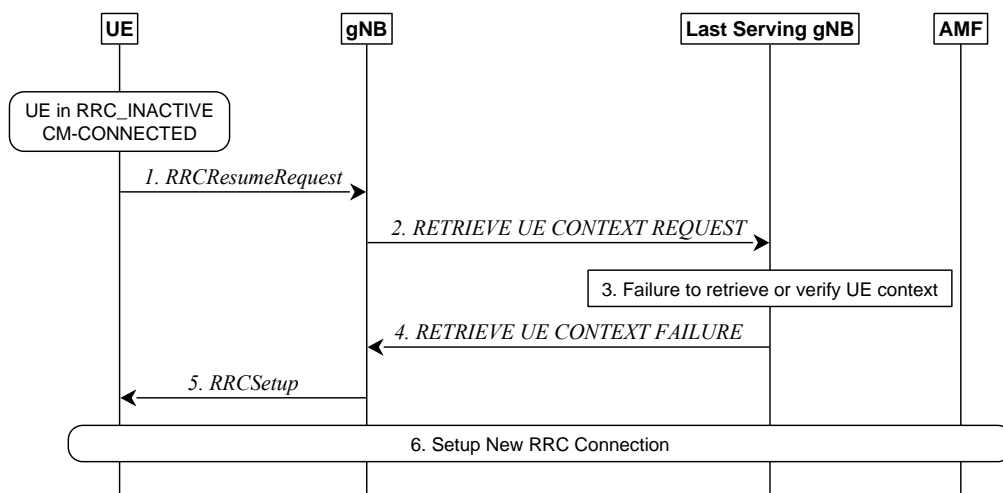 UE
gNB
Last Serving gNB
AMF
UE in RRC_INACTIVE
CM-CONNECTED
1. RRCResumeRequest
2. RETRIEVE UE CONTEXT REQUEST
3. Failure to retrieve or verify UE context
4. RETRIEVE UE CONTEXT FAILURE
5. RRCSetup
6. Setup New RRC Connection